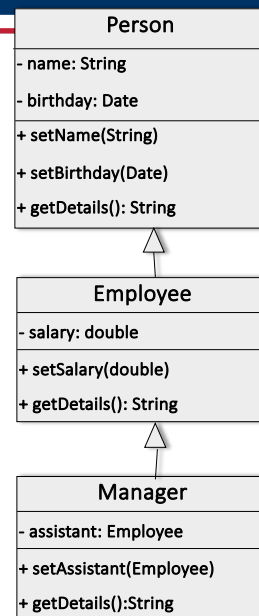 Person
- name: String
- birthday: Date
+ setName(String)
+ setBirthday(Date)
+ getDetails(): String
Employee
- salary: double
+ setSalary(double)
+ getDetails(): String
Manager
- assistant: Employee
+ setAssistant(Employee)
+ getDetails():String